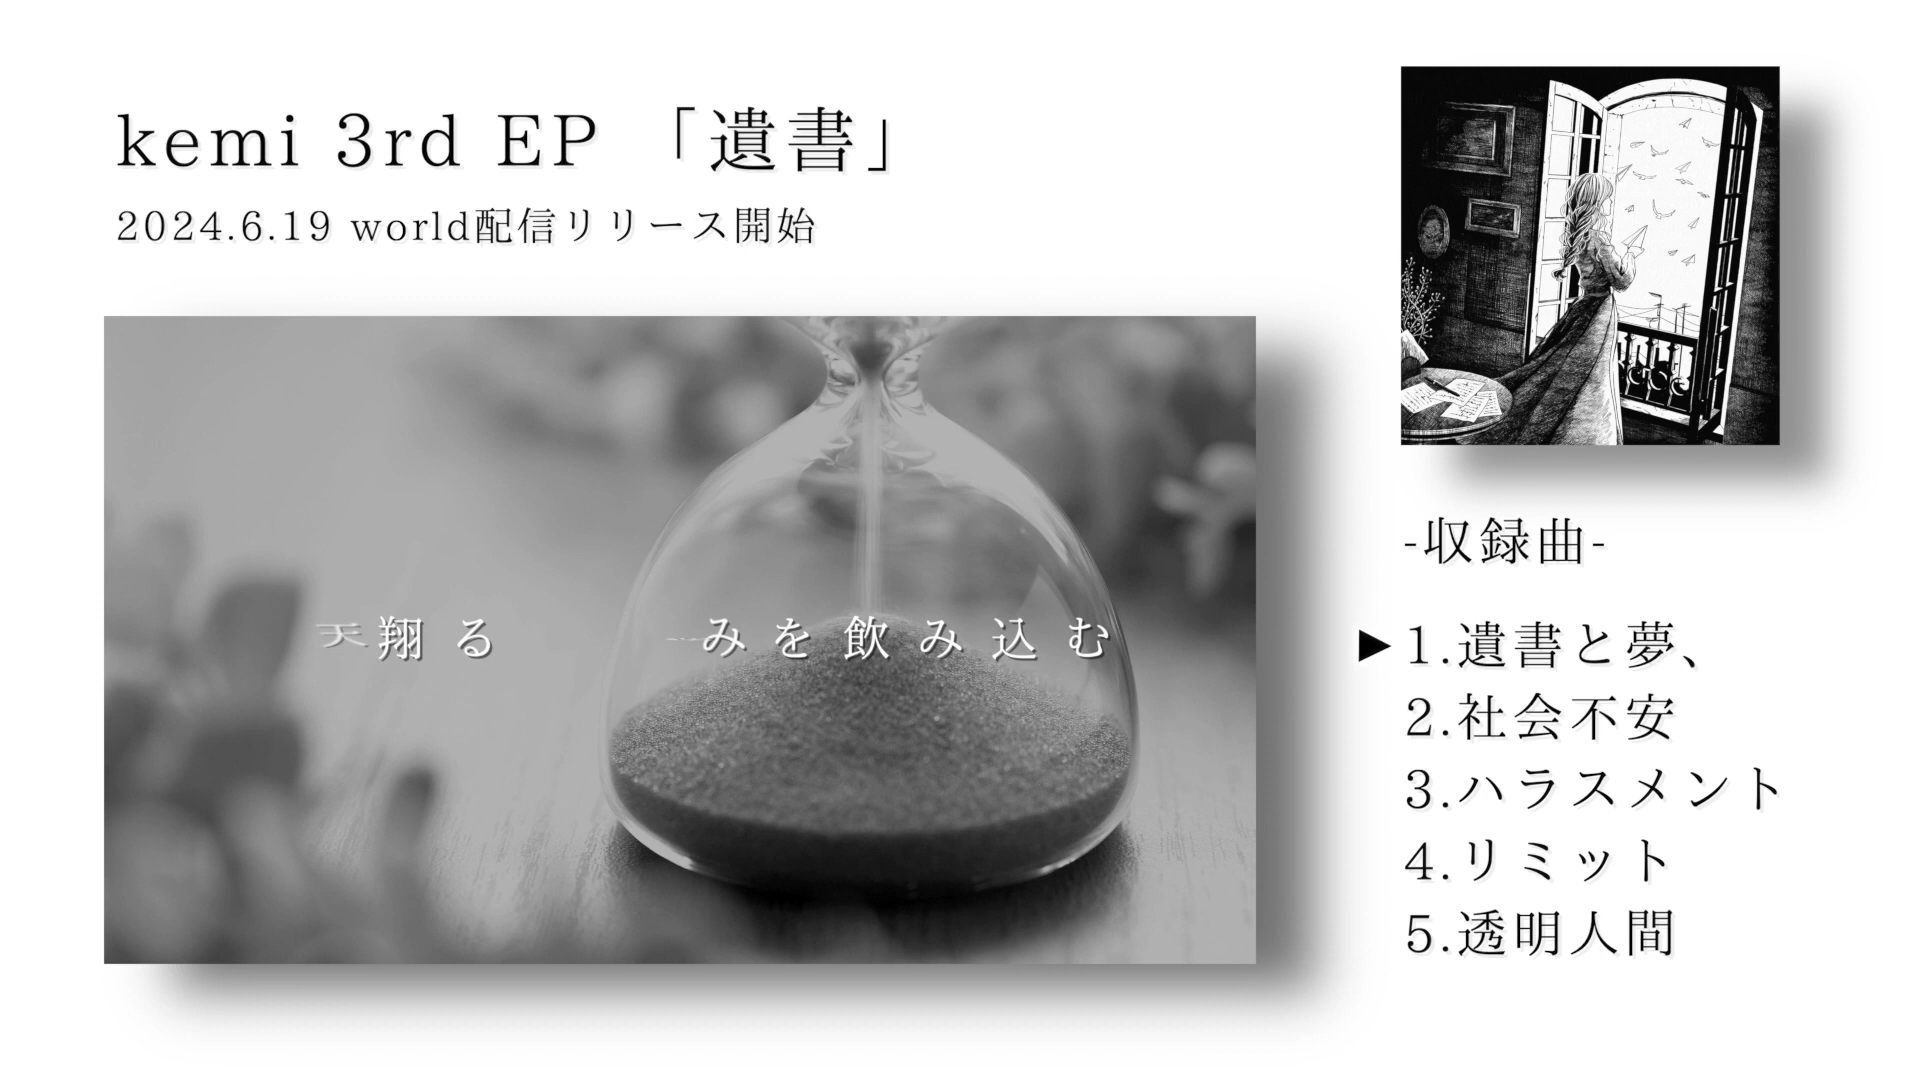 kemi 3rd EP 「遺書」
2024.6.19 world配信リリース開始
天翔る みを飲み込む
-収録曲-
▶1.遺書と夢、
2.社会不安
3.ハラスメント
4.リミット
5.透明人間